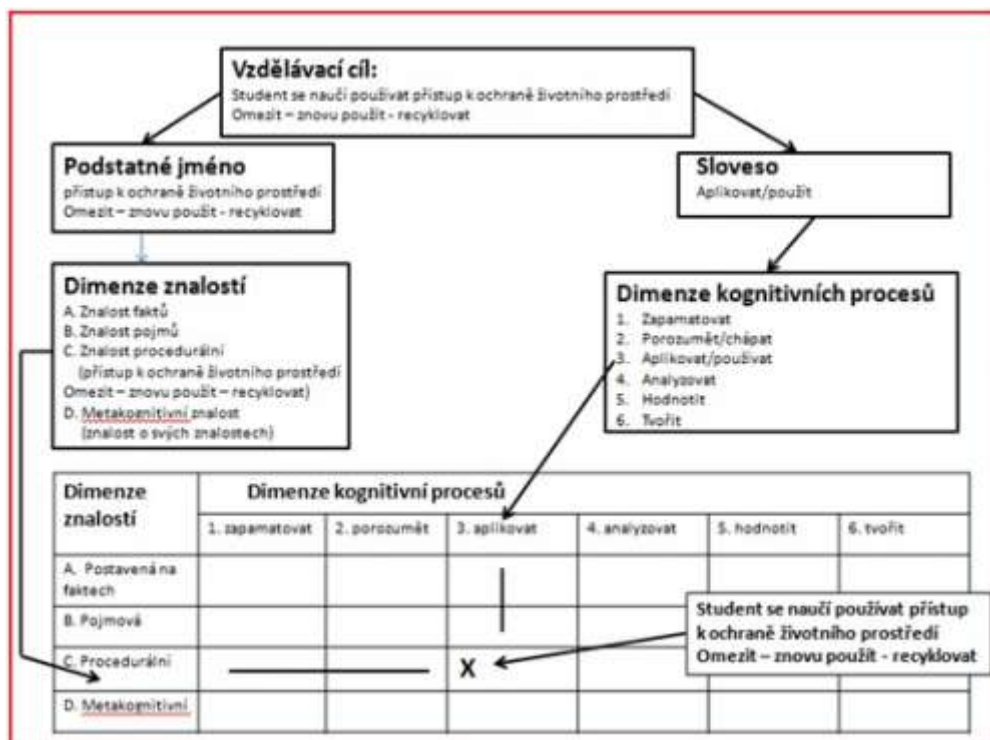 Vzdělávací cíl:
Student se naučí používat přístup k ochraně životního prostředí
Omezit – znovu použít - recyklovat
Podstatné jméno
přístup k ochraně životního prostředí
Omezit – znovu použít - recyklovat
Sloveso
Aplikovat/použít
Dimenze znalostí
A. Znalost faktů
B. Znalost pojmů
C. Znalost procedurální
(přístup k ochraně životního prostředí
Omezit – znovu použít – recyklovat)
D. Metakognitivní znalost
(znalost o svých znalostech)
Dimenze kognitivních procesů
1. Zapamatovat
2. Porozumět/chápat
3. Aplikovat/používat
4. Analyzovat
5. Hodnotit
6. Tvořit
Dimenze znalostí
Dimenze kognitivní procesů
1. zapamatovat
2. porozumět
3. aplikovat
4. analyzovat
5. hodnotit
6. tvořit
A. Postavená na
faktech
B. Pojmová
C. Procedurální
X
D. Metakognitivní
Student se naučí používat přístup
k ochraně životního prostředí
Omezit – znovu použít - recyklovat